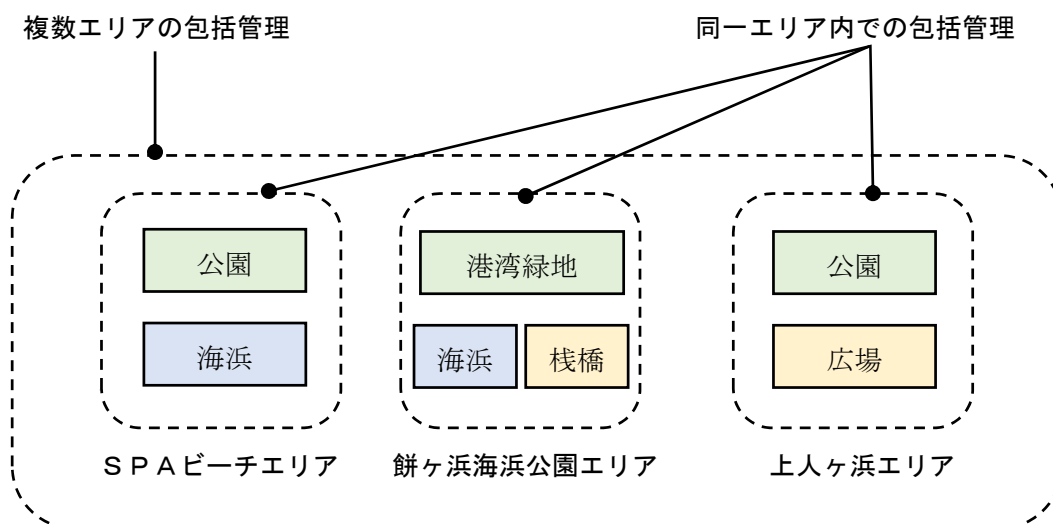 複数エリアの包括管理
同一エリア内での包括管理
公園
港湾緑地
公園
海浜
海浜
桟橋
広場
ＳＰＡビーチエリア
餅ヶ浜海浜公園エリア
上人ヶ浜エリア